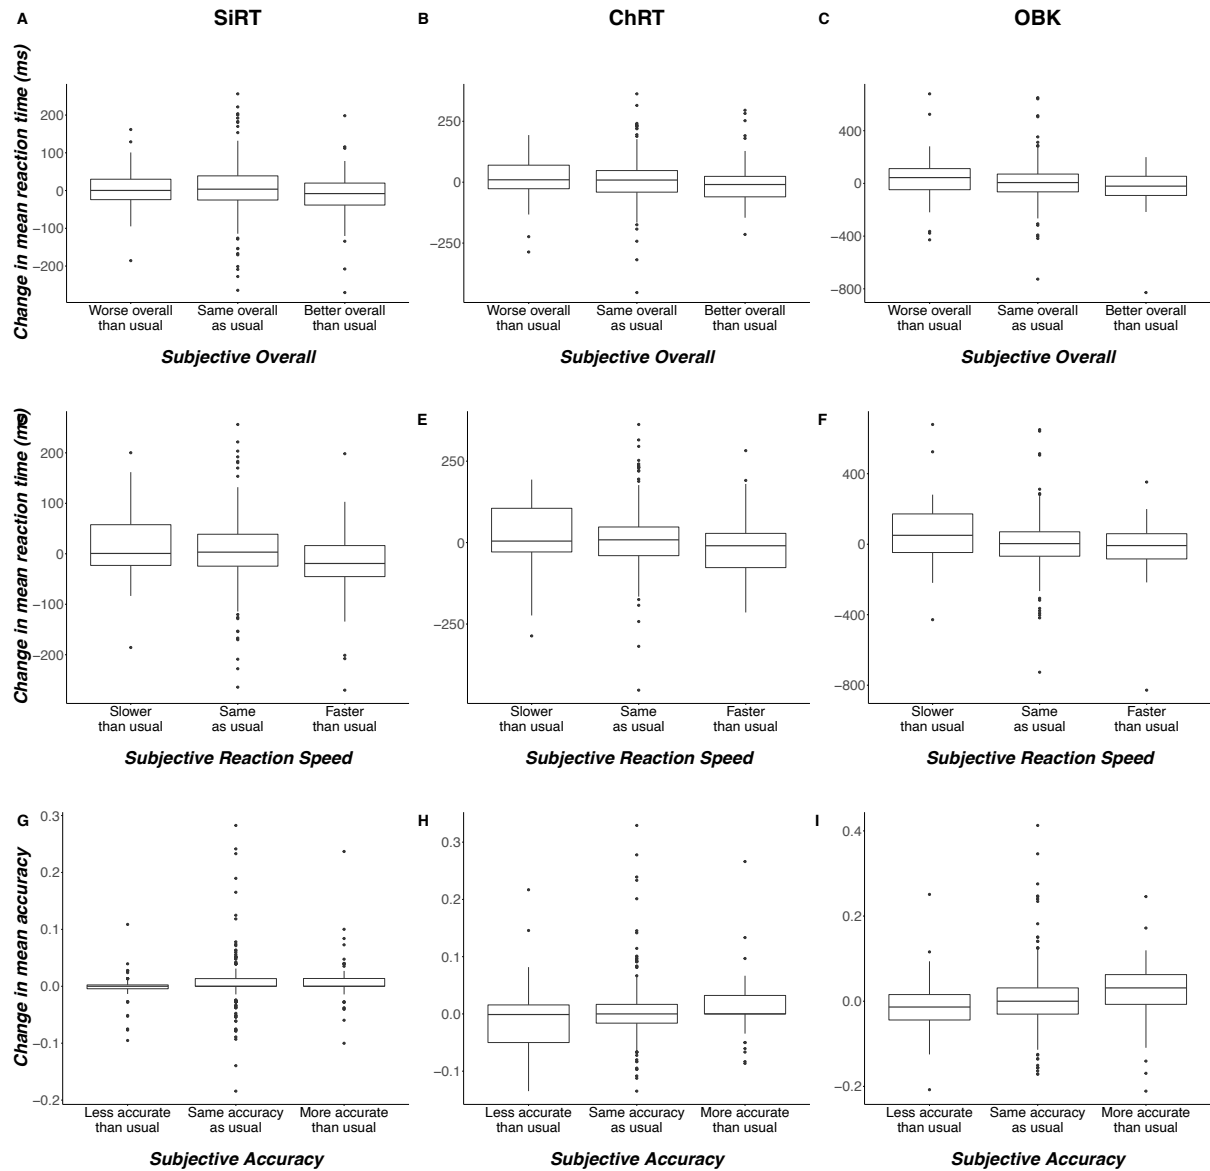 A SiRT B ChRT C OBK
Change in mean reaction time (ms)
200
100
0
−100
−200
250
0
−250
400
0
−400
−800
Worse overall Same overall Better overall Worse overall Same overall Better overall Worse overall Same overall Better overall
than usual as usual than usual than usual as usual than usual than usual as usual than usual
Subjective Overall Subjective Overall Subjective Overall
E F
Change in mean reaction time (ms)
200
100
0
−100
−200
250
0
−250
400
0
−400
−800
Slower Same Faster Slower Same Faster Slower Same Faster
than usual as usual than usual than usual as usual than usual than usual as usual than usual
Subjective Reaction Speed Subjective Reaction Speed Subjective Reaction Speed
G H I
Change in mean accuracy
0.3
0.2
0.1
0.0
−0.1
−0.2
0.3
0.2
0.1
0.0
−0.1
0.4
0.2
0.0
−0.2
Less accurate Same accuracy More accurate Less accurate Same accuracy More accurate Less accurate Same accuracy More accurate
than usual as usual than usual than usual as usual than usual than usual as usual than usual
Subjective Accuracy Subjective Accuracy Subjective Accuracy